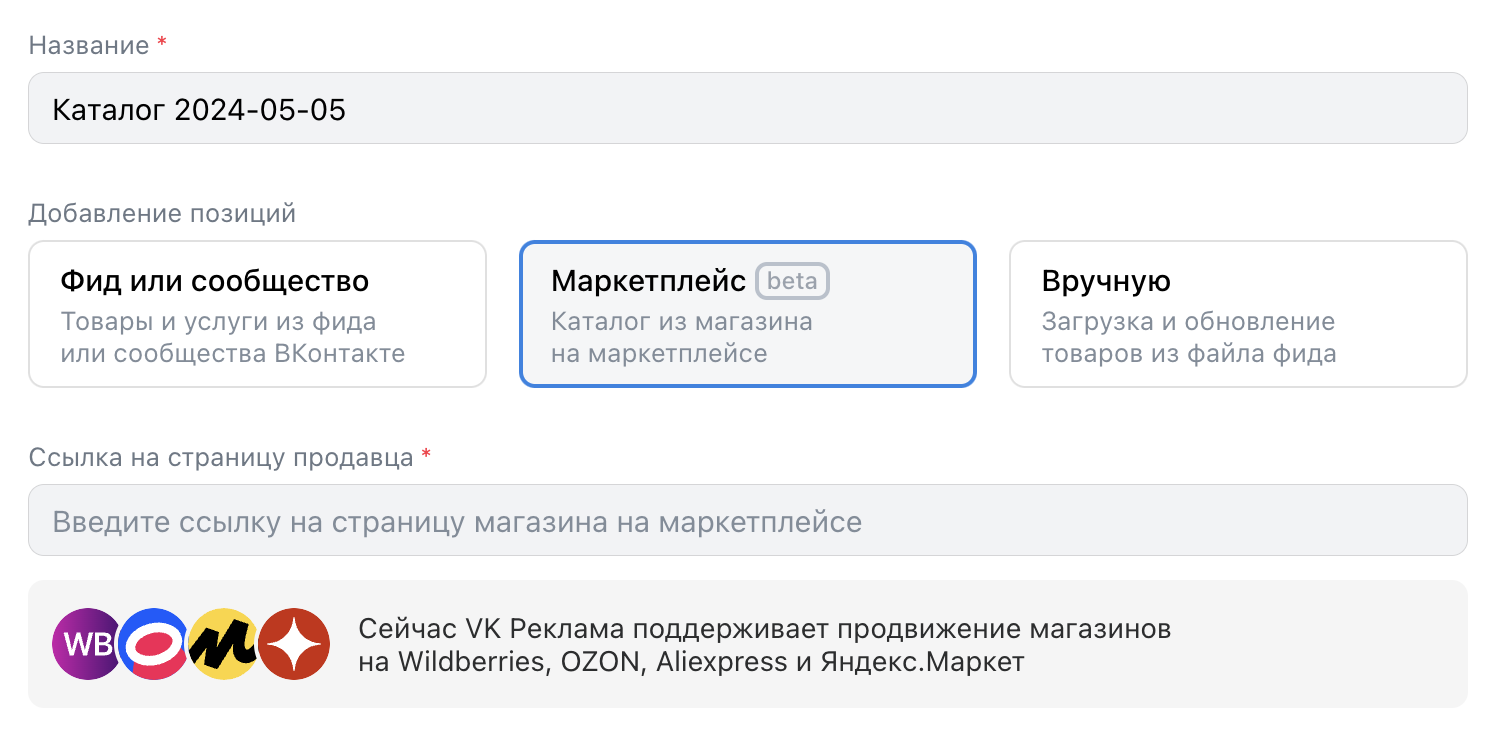 Название *
Каталог 2024-05-05
Добавление позиций
Фид или сообщество
Товары и услуги из фида
или сообщества ВКонтакте
Маркетплейс beta
Каталог из магазина
на маркетплейсе
Вручную
Загрузка и обновление
товаров из файла фида
Ссылка на страницу продавца *
Введите ссылку на страницу магазина на маркетплейсе
WB
Сейчас VK Реклама поддерживает продвижение магазинов
на Wildberries, OZON, Aliexpress и Яндекс.Маркет